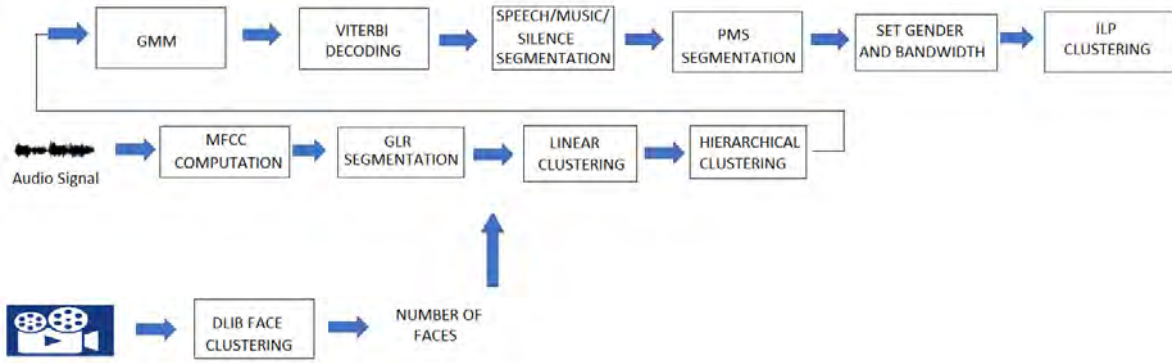 GMM
VITERBI
DECODING
SPEECH/MUSIC/
SILENCE
SEGMENTATION
PMS
SEGMENTATION
SET GENDER
AND BANDWIDTH
ILP
CLUSTERING
Audio Signal
MFCC
COMPUTATION
GLR
SEGMENTATION
LINEAR
CLUSTERING
HIERARCHICAL
CLUSTERING
DLIB FACE
CLUSTERING
NUMBER OF
FACES